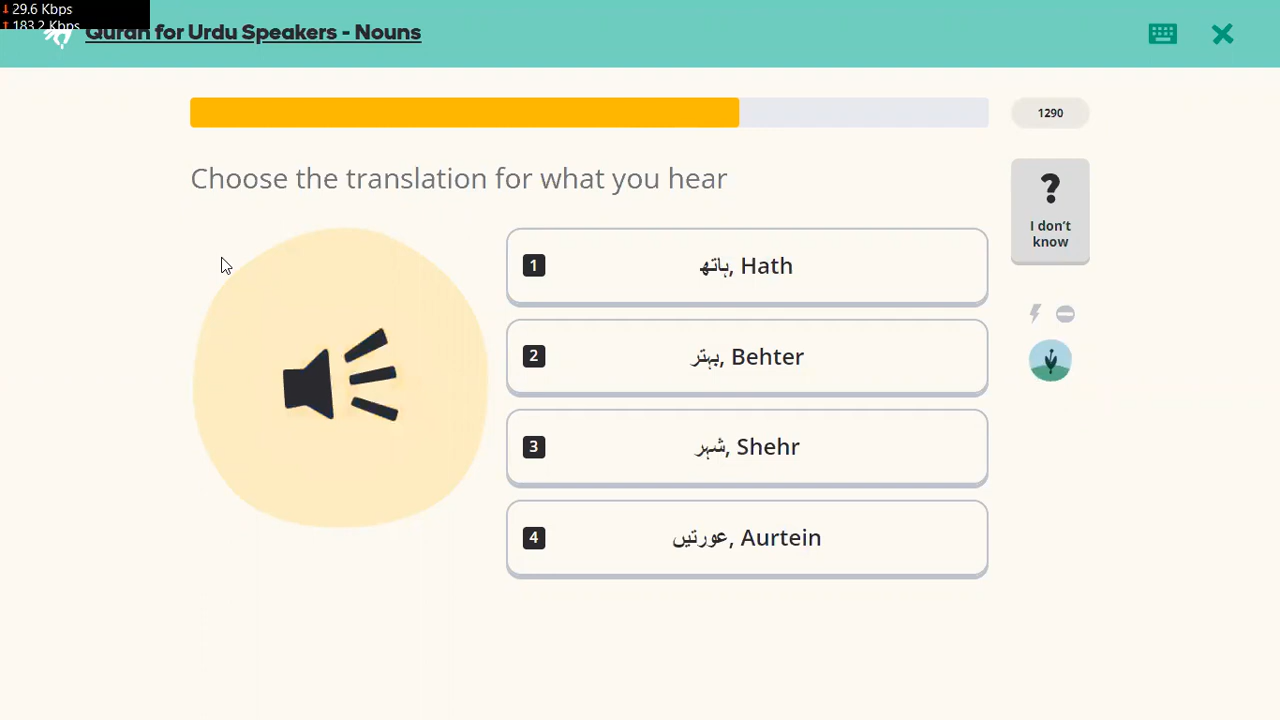 29.6 Kbps
183.2 Kbps
Quran for Urdu Speakers - Nouns
1290
Choose the translation for what you hear
?
I don't
know
1 ہاتھ, Hath
2 بہتر, Behter
3 شہر, Shehr
4 عورتیں, Aurtein